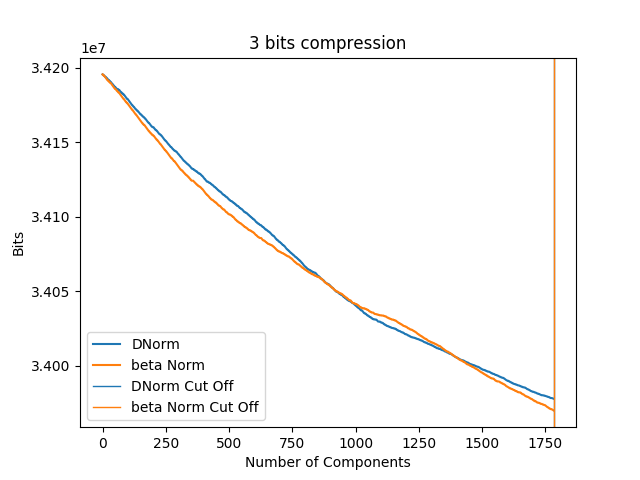 3 bits compression
1e7
3.420
3.415
3.410
3.405
3.400
Bits
DNorm
beta Norm
DNorm Cut Off
beta Norm Cut Off
0 250 500 750 1000 1250 1500 1750
Number of Components